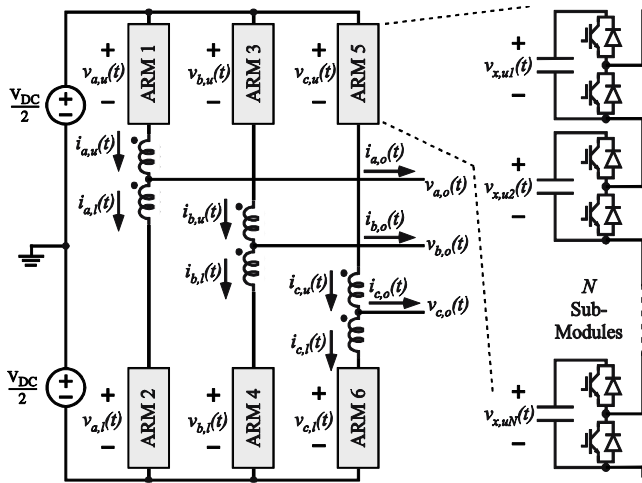 V_DC/2
+
−
V_DC/2
+
−
+
v_{a,u}(t)
−
ARM 1
+
v_{b,u}(t)
−
ARM 3
+
v_{c,u}(t)
−
ARM 5
i_{a,u}(t)
i_{a,l}(t)
i_{b,u}(t)
i_{b,l}(t)
i_{c,u}(t)
i_{c,l}(t)
i_{a,o}(t)
v_{a,o}(t)
i_{b,o}(t)
v_{b,o}(t)
i_{c,o}(t)
v_{c,o}(t)
+
v_{a,l}(t)
−
ARM 2
+
v_{b,l}(t)
−
ARM 4
+
v_{c,l}(t)
−
ARM 6
+
v_{x,u1}(t)
−
+
v_{x,u2}(t)
−
N
Sub-
Modules
+
v_{x,uN}(t)
−